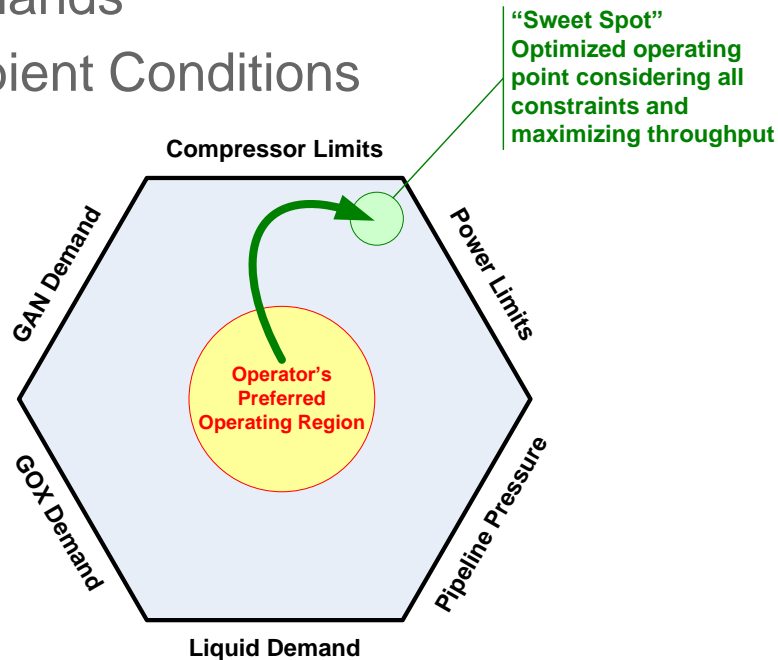 “Sweet Spot”
Optimized operating
point considering all
constraints and
maximizing throughput
Conditions
Compressor Limits
GAN Demand
Power Limits
Operator’s
Preferred
Operating Region
GOX Demand
Pipeline Pressure
Liquid Demand